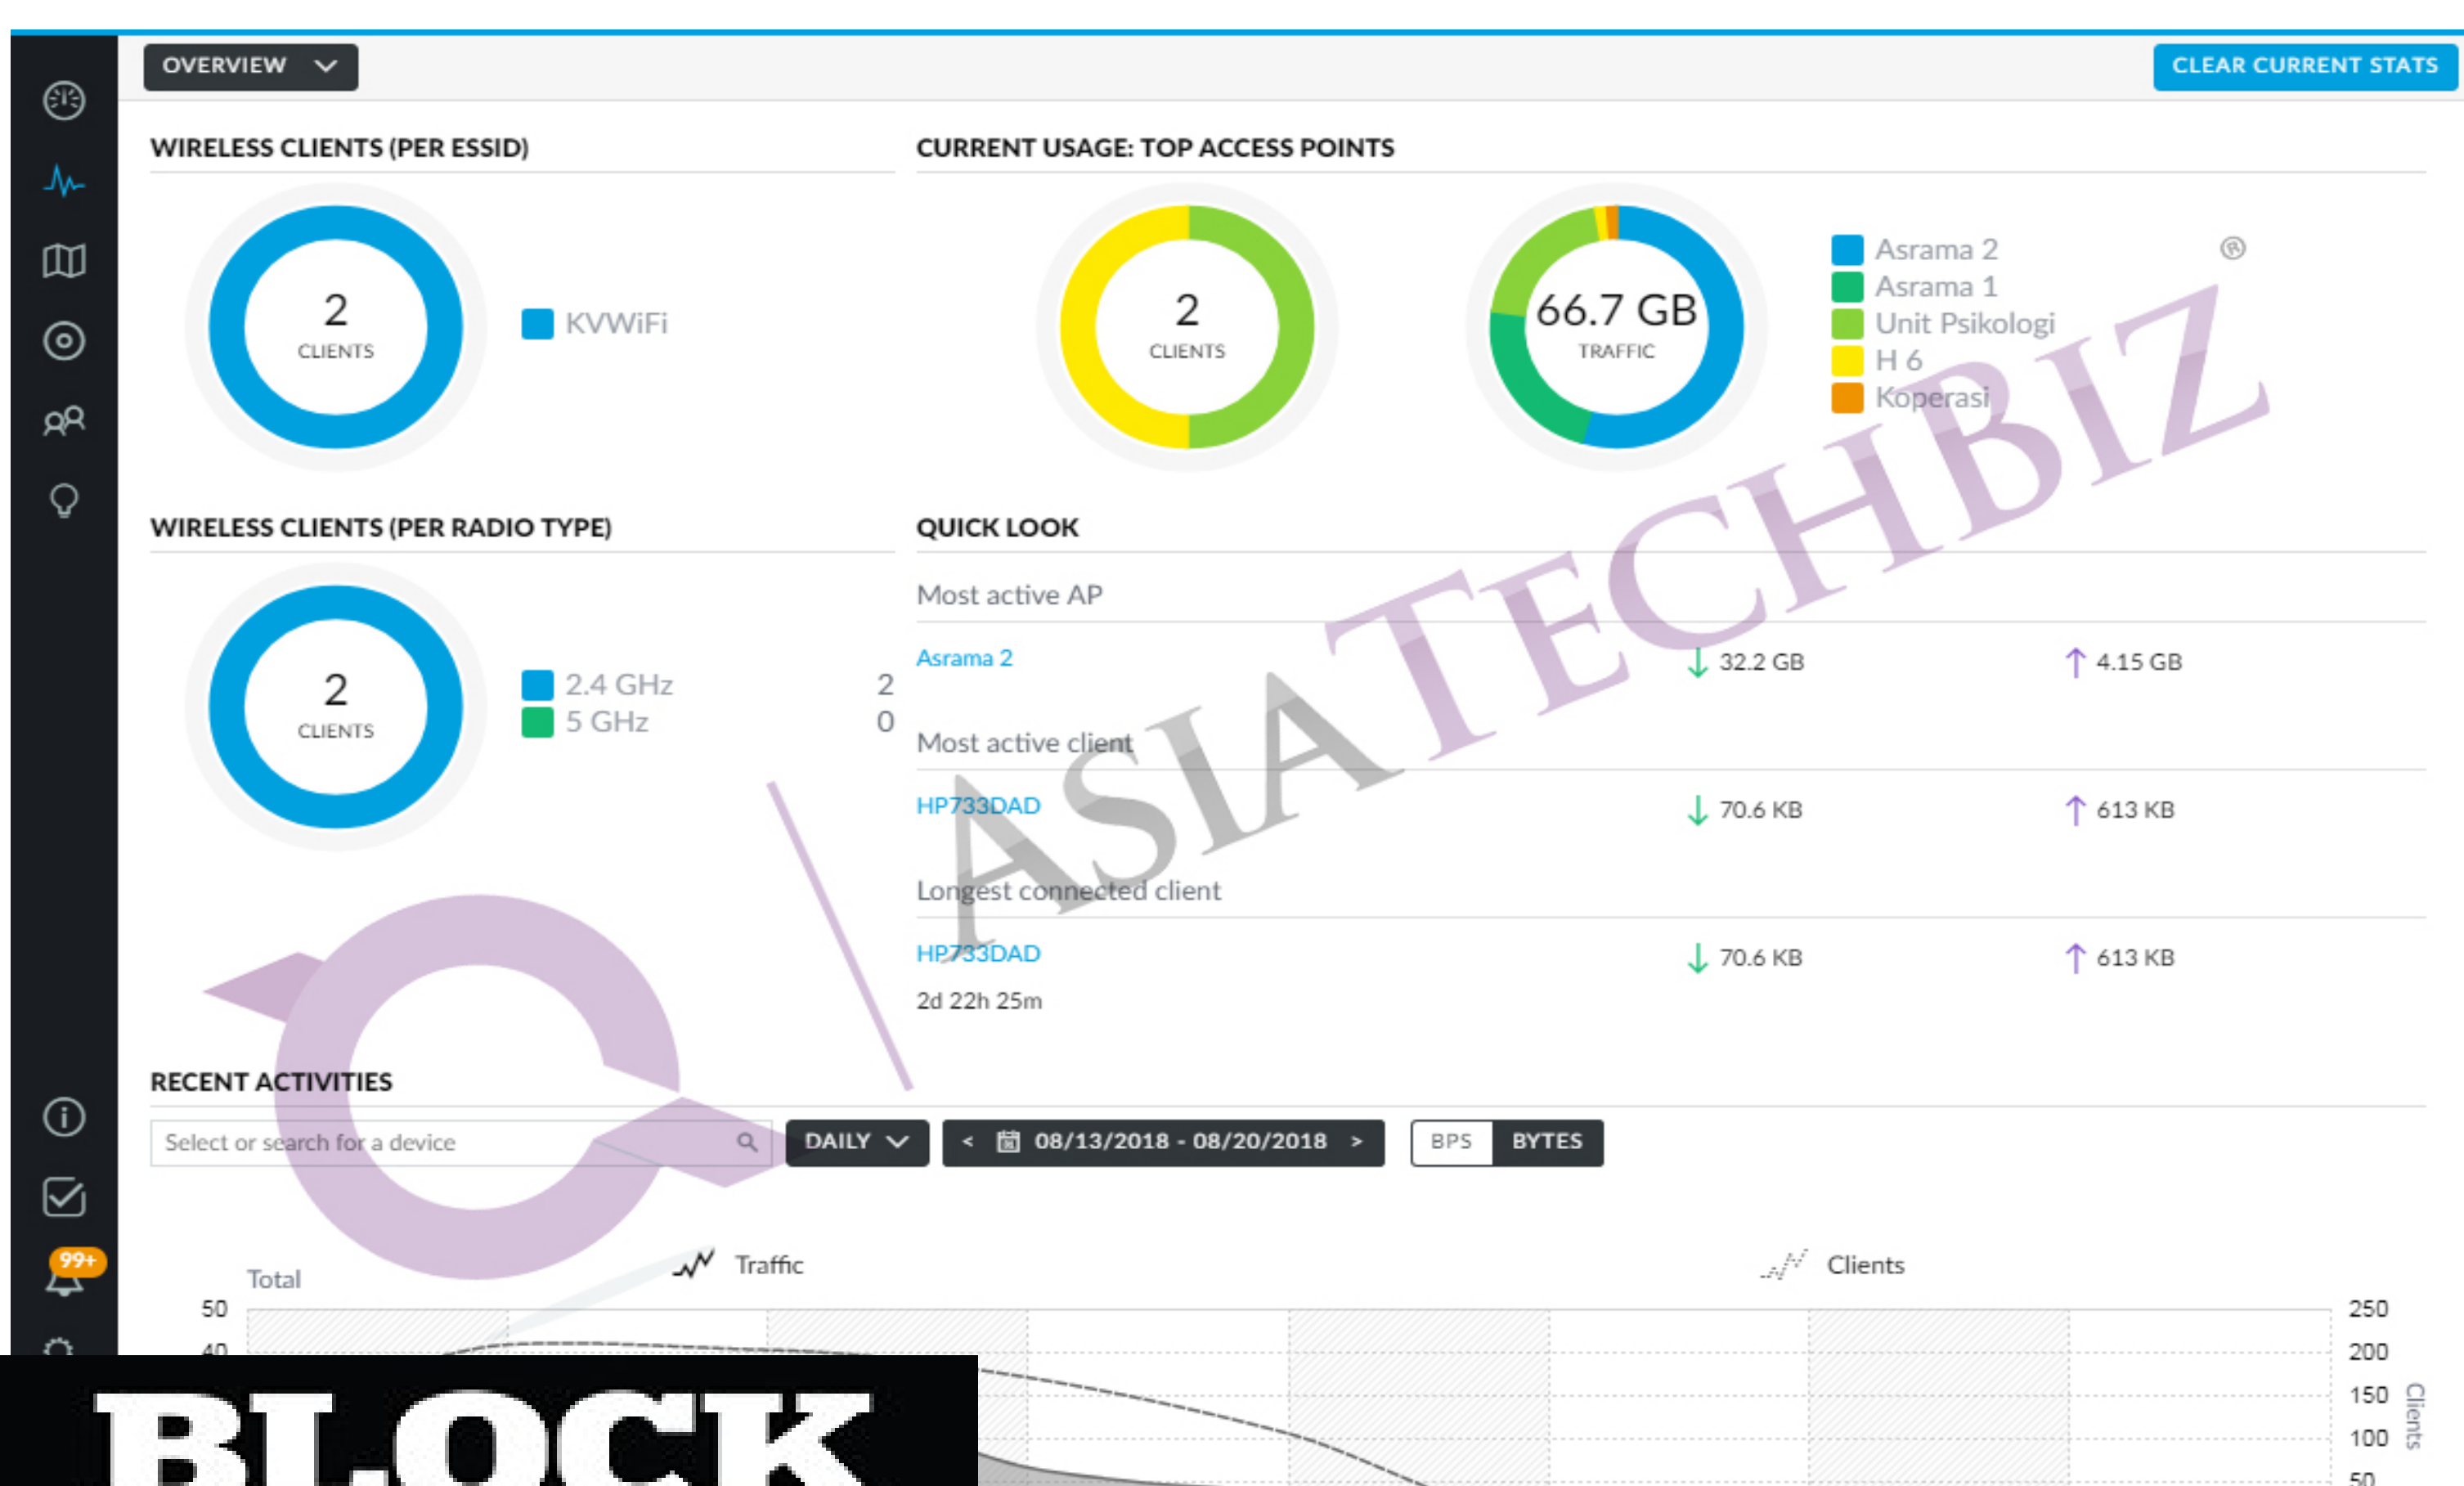 OVERVIEW
CLEAR CURRENT STATS
WIRELESS CLIENTS (PER ESSID)
2
CLIENTS
KVWiFi
CURRENT USAGE: TOP ACCESS POINTS
2
CLIENTS
66.7 GB
TRAFFIC
Asrama 2
Asrama 1
Unit Psikologi
H 6
Koperasi
®
ASIATECHBIZ
WIRELESS CLIENTS (PER RADIO TYPE)
2
CLIENTS
2.4 GHz 2
5 GHz 0
QUICK LOOK
Most active AP
Asrama 2 32.2 GB 4.15 GB
Most active client
HP733DAD 70.6 KB 613 KB
Longest connected client
HP733DAD 70.6 KB 613 KB
2d 22h 25m
RECENT ACTIVITIES
Select or search for a device
DAILY
< 08/13/2018 - 08/20/2018 >
BPS BYTES
99+
Total
Traffic
Clients
50
40
250
200
150
100
50
Clients
BLOCK